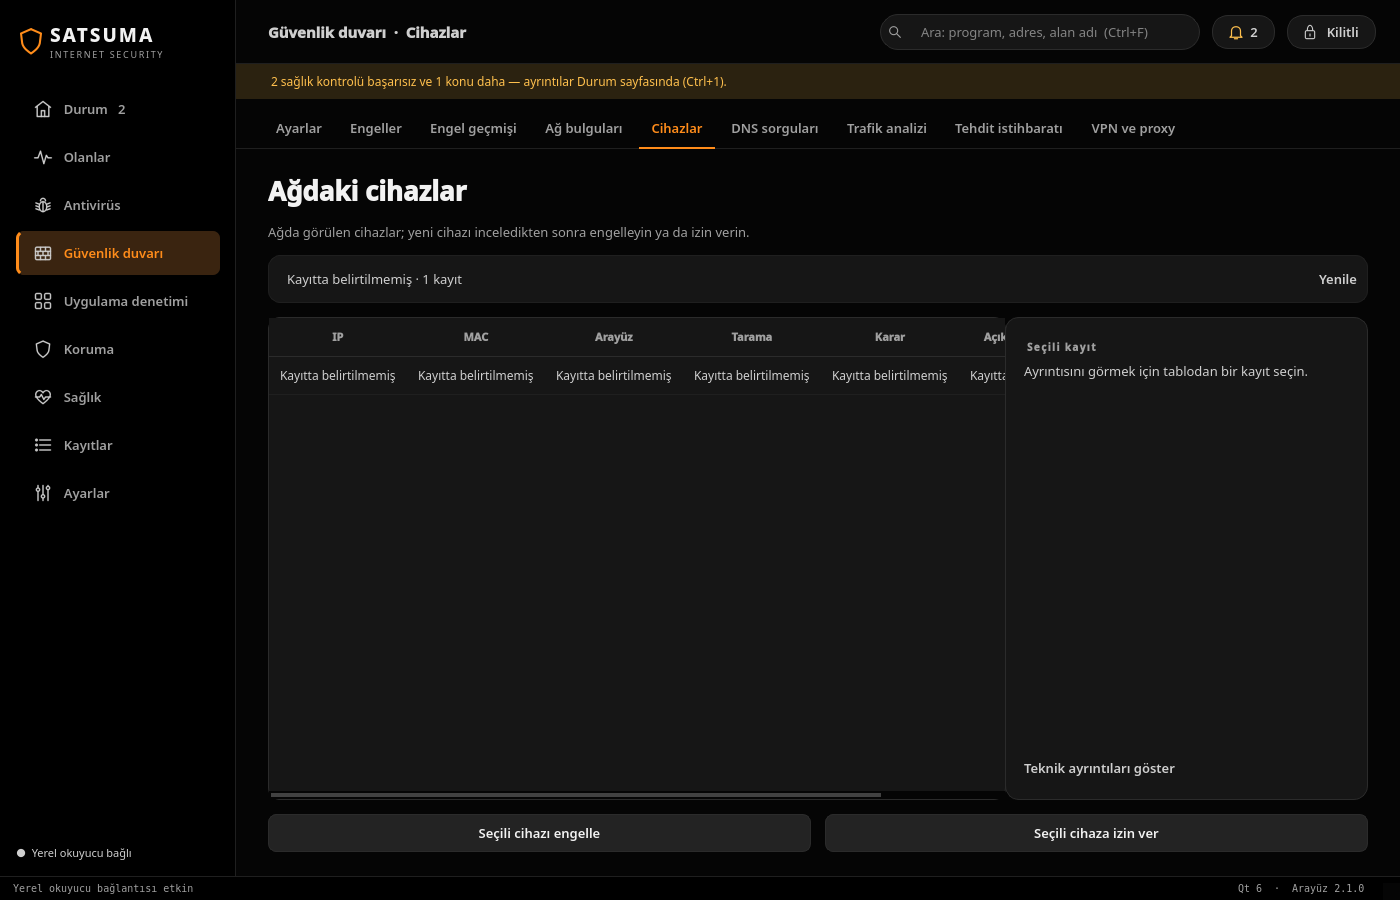 SATSUMA
INTERNET SECURITY
Güvenlik duvarı · Cihazlar
Ara: program, adres, alan adı (Ctrl+F)
2
Kilitli
2 sağlık kontrolü başarısız ve 1 konu daha — ayrıntılar Durum sayfasında (Ctrl+1).
Durum 2
Olanlar
Antivirüs
Güvenlik duvarı
Uygulama denetimi
Koruma
Sağlık
Kayıtlar
Ayarlar
Yerel okuyucu bağlı
Ayarlar Engeller Engel geçmişi Ağ bulguları Cihazlar DNS sorguları Trafik analizi Tehdit istihbaratı VPN ve proxy
Ağdaki cihazlar
Ağda görülen cihazlar; yeni cihazı inceledikten sonra engelleyin ya da izin verin.
Kayıtta belirtilmemiş · 1 kayıt
Yenile
IP MAC Arayüz Tarama Karar Açık
Kayıtta belirtilmemiş Kayıtta belirtilmemiş Kayıtta belirtilmemiş Kayıtta belirtilmemiş Kayıtta belirtilmemiş Kayıtta
Seçili kayıt
Ayrıntısını görmek için tablodan bir kayıt seçin.
Teknik ayrıntıları göster
Seçili cihazı engelle
Seçili cihaza izin ver
Yerel okuyucu bağlantısı etkin
Qt 6 · Arayüz 2.1.0